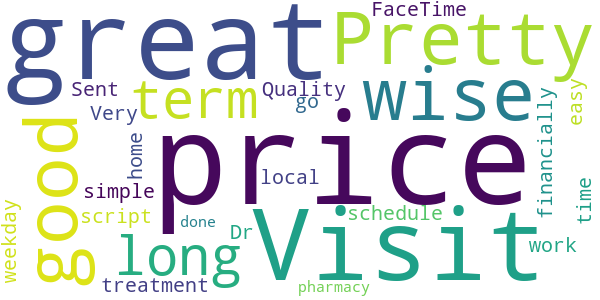 great
FaceTime
Pretty
Sent
term
Quality
wise
Very
go
good
price
home
local
financially
easy
simple
script
schedule
time
weekday
long
Visit
done
Dr
work
treatment
pharmacy